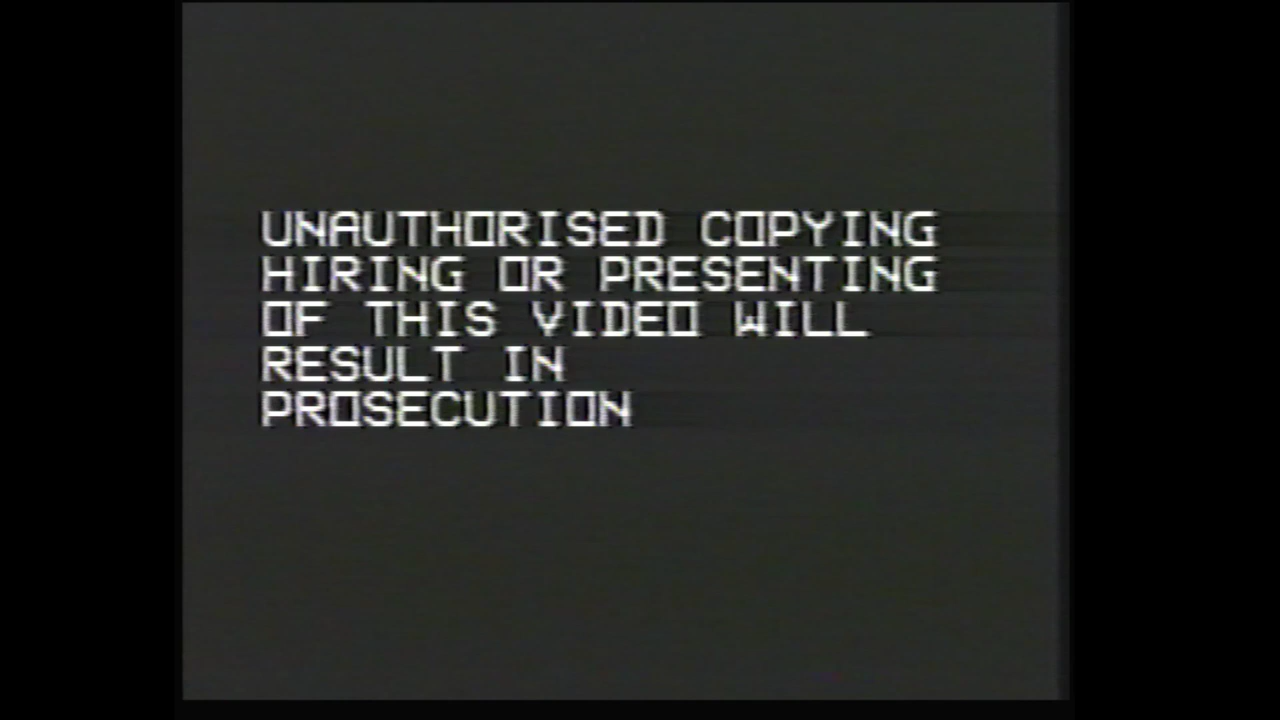 UNAUTHORISED COPYING
HIRING OR PRESENTING
OF THIS VIDEO WILL
RESULT IN
PROSECUTION